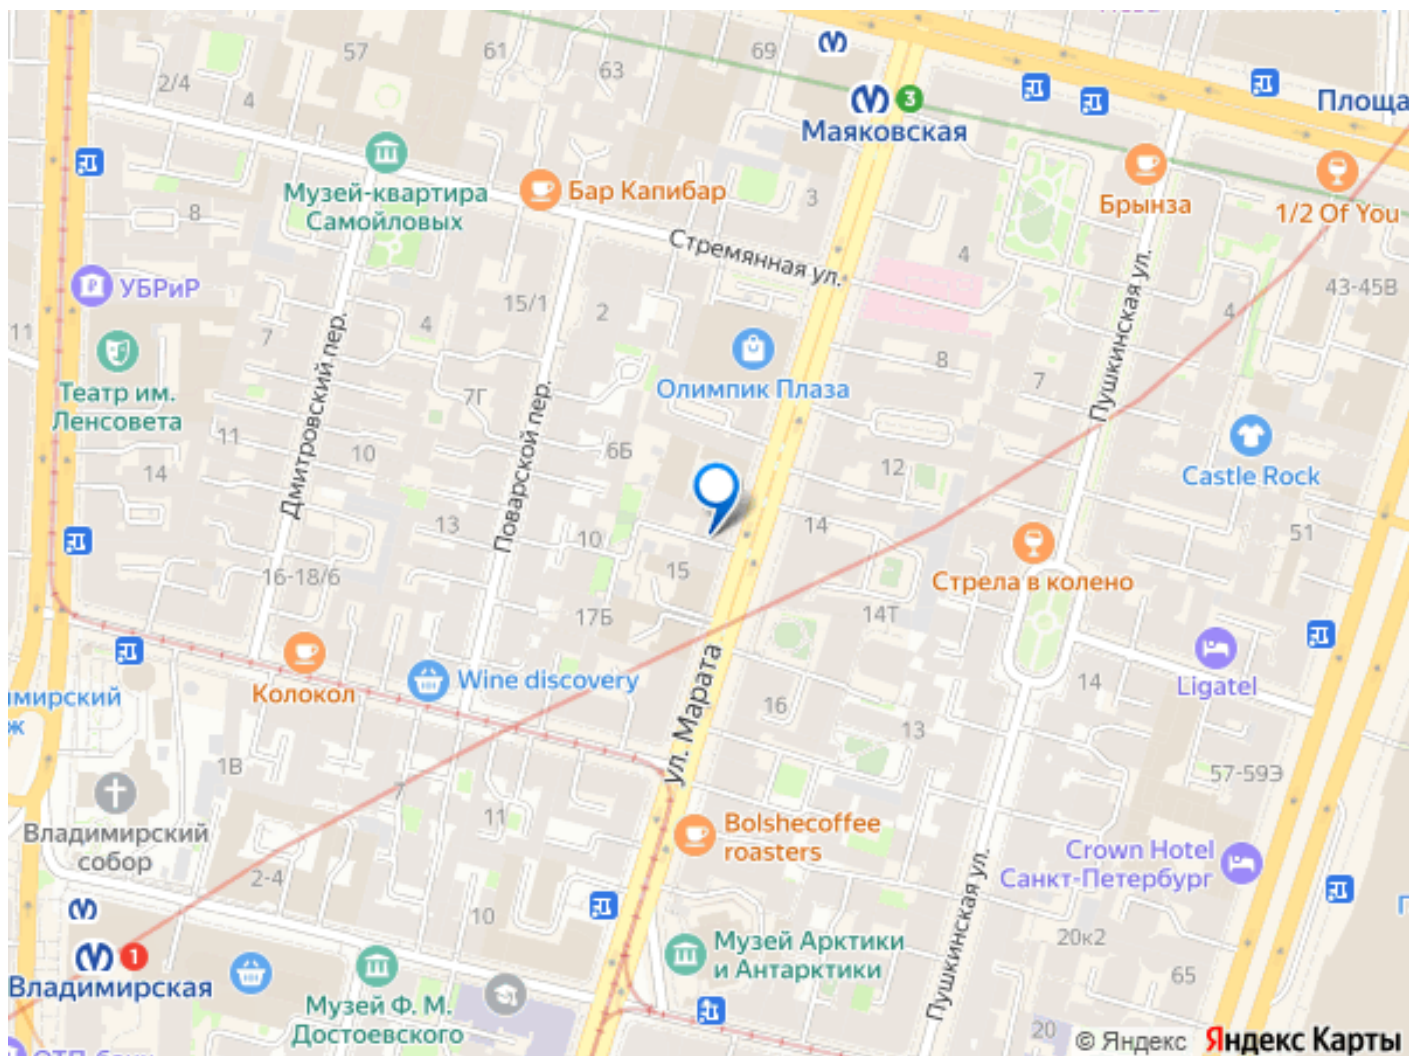 57
61
63
69
2/4
4
3
Маяковская
3
Площа
Музей-квартира
Самойловых
Бар Капибар
Брынза
1/2 Of You
8
Стремянная ул.
4
УБРиР
15/1
2
43-45В
4
11
7
4
Олимпик Плаза
8
7
Пушкинская ул.
Театр им.
Ленсовета
7Г
Дмитровский пер.
Поварской пер.
11
10
6Б
12
Castle Rock
14
13
10
14
51
16-18/6
15
Стрела в колено
17Б
14Т
Колокол
Wine discovery
Ligatel
имирский
ж
ул. Марата
16
14
13
1В
7
57-59Э
11
Владимирский
собор
Bolshecoffee
roasters
Crown Hotel
Санкт-Петербург
2-4
10
Пушкинская ул.
20к2
65
1
Владимирская
Музей Арктики
и Антарктики
Музей Ф. М.
Достоевского
20
© Яндекс Яндекс Карты